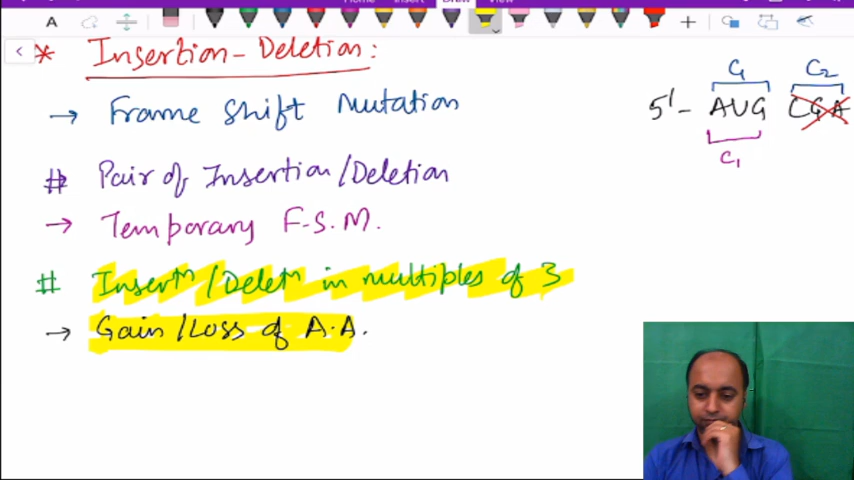 Home Insert Draw View
* Insertion-Deletion:
→ Frame Shift Mutation
# Pair of Insertion/Deletion
→ Temporary F.S.M.
# Insertn/Deletn in multiples of 3
→ Gain/Loss of A.A.
C1 C2
5'- AUG CGA
C1